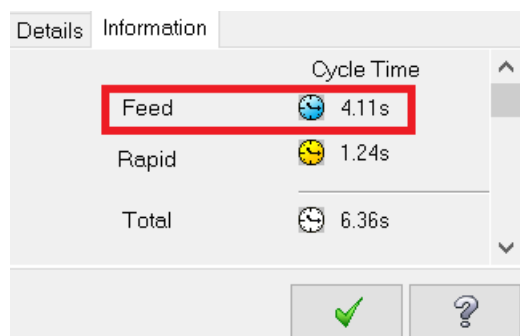 Details Information
Cycle Time
Feed 4.11s
Rapid 1.24s
Total 6.36s